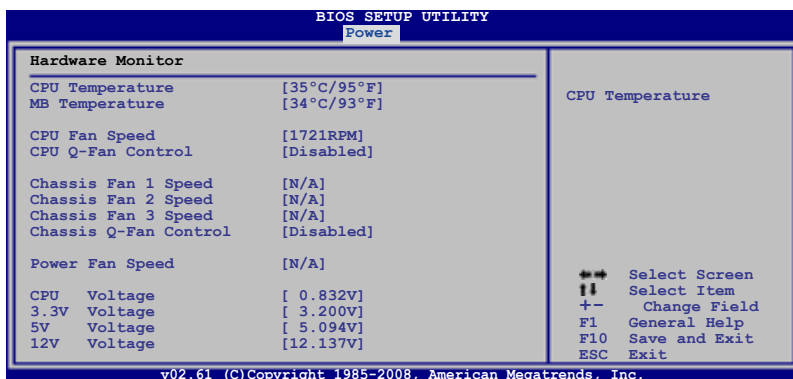 BIOS SETUP UTILITY
Power
Hardware Monitor
CPU Temperature [35°C/95°F]
MB Temperature [34°C/93°F]
CPU Fan Speed [1721RPM]
CPU Q-Fan Control [Disabled]
Chassis Fan 1 Speed [N/A]
Chassis Fan 2 Speed [N/A]
Chassis Fan 3 Speed [N/A]
Chassis Q-Fan Control [Disabled]
Power Fan Speed [N/A]
CPU Voltage [ 0.832V]
3.3V Voltage [ 3.200V]
5V Voltage [ 5.094V]
12V Voltage [12.137V]
CPU Temperature
←→ Select Screen
↑↓ Select Item
+- Change Field
F1 General Help
F10 Save and Exit
ESC Exit
v02.61 (C)Copyright 1985-2008, American Megatrends, Inc.